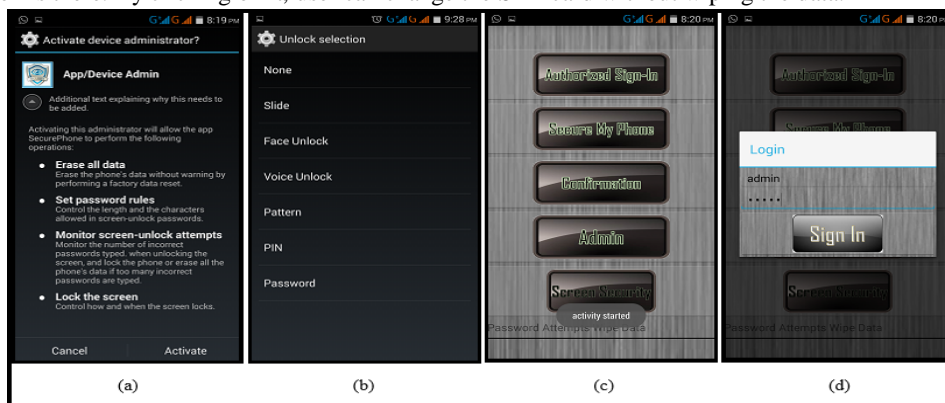 8:19 PM
Activate device administrator?
App/Device Admin
Additional text explaining why this needs to
be added.
Activating this administrator will allow the app
SecurePhone to perform the following
operations:
Erase all data
Erase the phone's data without warning by
performing a factory data reset.
Set password rules
Control the length and the characters
allowed in screen-unlock passwords.
Monitor screen-unlock attempts
Monitor the number of incorrect
passwords typed. when unlocking the
screen, and lock the phone or erase all the
phone's data if too many incorrect
passwords are typed.
Lock the screen
Control how and when the screen locks.
Cancel Activate
(a)
9:28 PM
Unlock selection
None
Slide
Face Unlock
Voice Unlock
Pattern
PIN
Password
(b)
8:20 PM
Authorized Sign-In
Secure My Phone
Confirmation
Admin
Screen Security
activity started
Password Attempts Wipe Data
(c)
8:20 PM
Authorized Sign-In
Secure My Phone
Login
admin
•••••
Sign In
Screen Security
Password Attempts Wipe Data
(d)